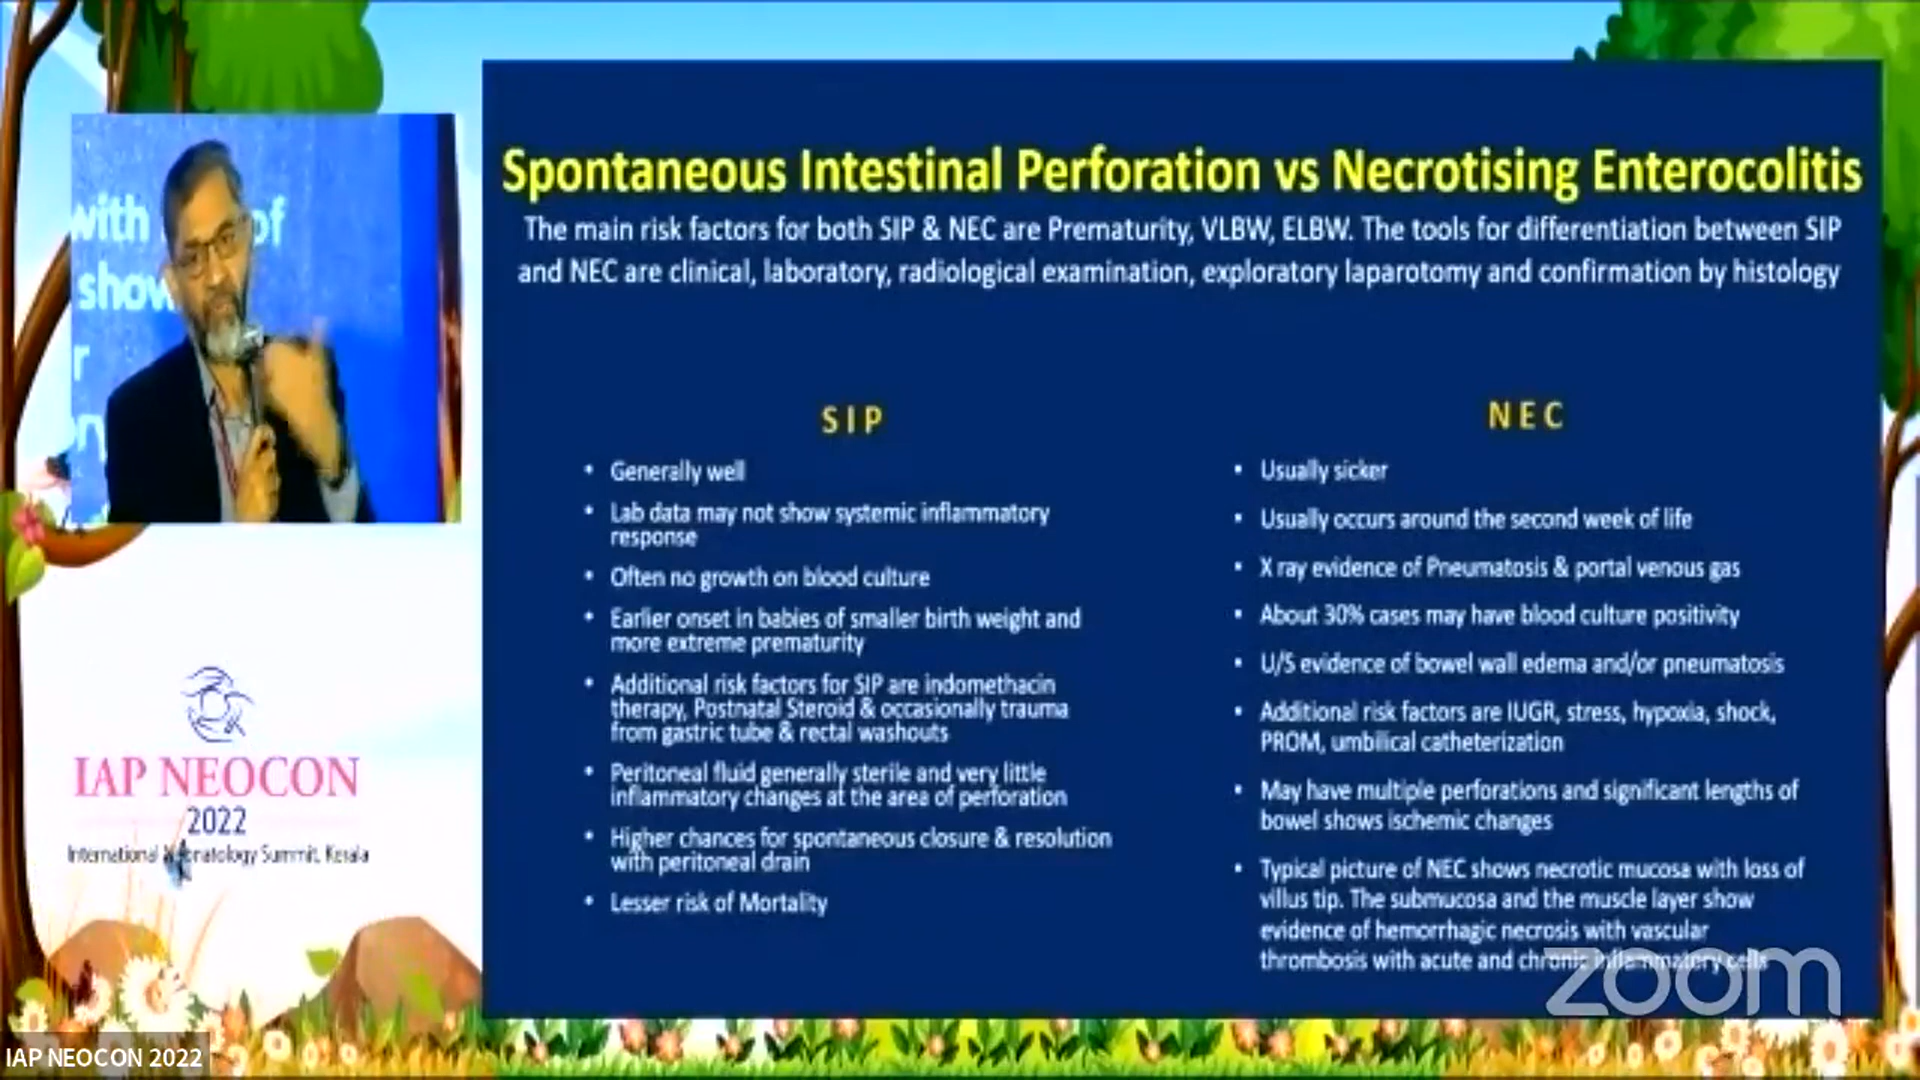 with of
show
r
Spontaneous Intestinal Perforation vs Necrotising Enterocolitis
The main risk factors for both SIP & NEC are Prematurity, VLBW, ELBW. The tools for differentiation between SIP
and NEC are clinical, laboratory, radiological examination, exploratory laparotomy and confirmation by histology
SIP
• Generally well
• Lab data may not show systemic inflammatory
response
• Often no growth on blood culture
• Earlier onset in babies of smaller birth weight and
more extreme prematurity
• Additional risk factors for SIP are indomethacin
therapy, Postnatal Steroid & occasionally trauma
from gastric tube & rectal washouts
• Peritoneal fluid generally sterile and very little
inflammatory changes at the area of perforation
• Higher chances for spontaneous closure & resolution
with peritoneal drain
• Lesser risk of Mortality
NEC
• Usually sicker
• Usually occurs around the second week of life
• X ray evidence of Pneumatosis & portal venous gas
• About 30% cases may have blood culture positivity
• U/S evidence of bowel wall edema and/or pneumatosis
• Additional risk factors are IUGR, stress, hypoxia, shock,
PROM, umbilical catheterization
• May have multiple perforations and significant lengths of
bowel shows ischemic changes
• Typical picture of NEC shows necrotic mucosa with loss of
villus tip. The submucosa and the muscle layer show
evidence of hemorrhagic necrosis with vascular
thrombosis with acute and chronic inflammatory cells
zoom
IAP NEOCON
2022
International Neonatology Summit, Kerala
IAP NEOCON 2022